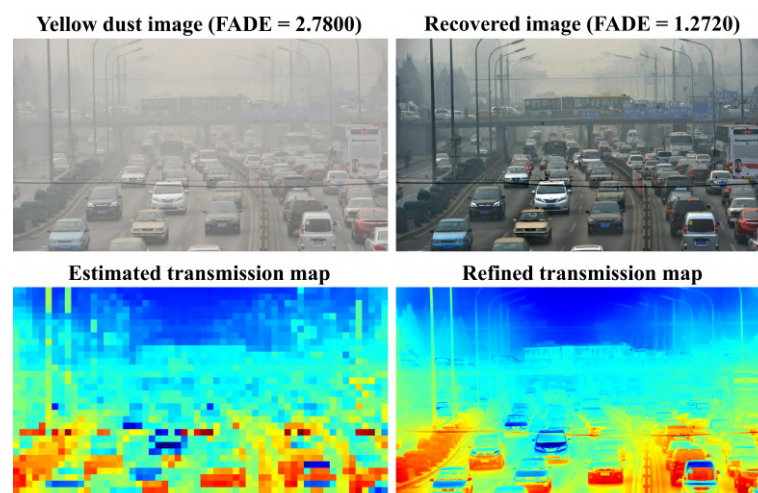 Yellow dust image (FADE = 2.7800)
Recovered image (FADE = 1.2720)
Estimated transmission map
Refined transmission map